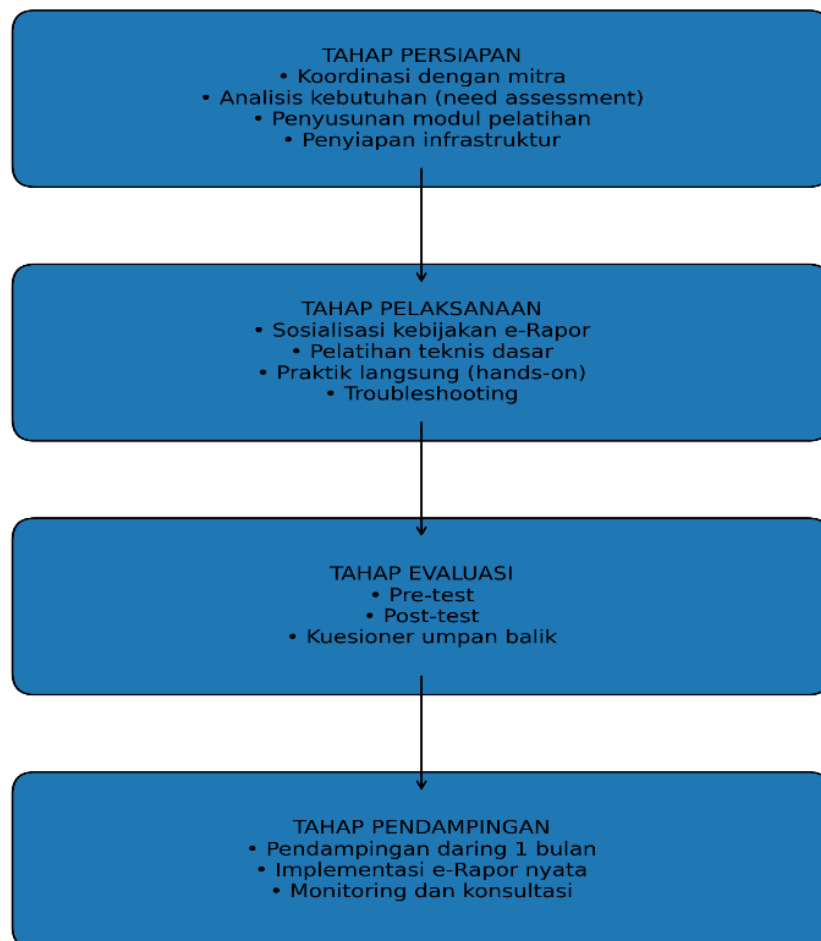 TAHAP PERSIAPAN
• Koordinasi dengan mitra
• Analisis kebutuhan (need assessment)
• Penyusunan modul pelatihan
• Penyiapan infrastruktur
TAHAP PELAKSANAAN
• Sosialisasi kebijakan e-Rapor
• Pelatihan teknis dasar
• Praktik langsung (hands-on)
• Troubleshooting
TAHAP EVALUASI
• Pre-test
• Post-test
• Kuesioner umpan balik
TAHAP PENDAMPINGAN
• Pendampingan daring 1 bulan
• Implementasi e-Rapor nyata
• Monitoring dan konsultasi